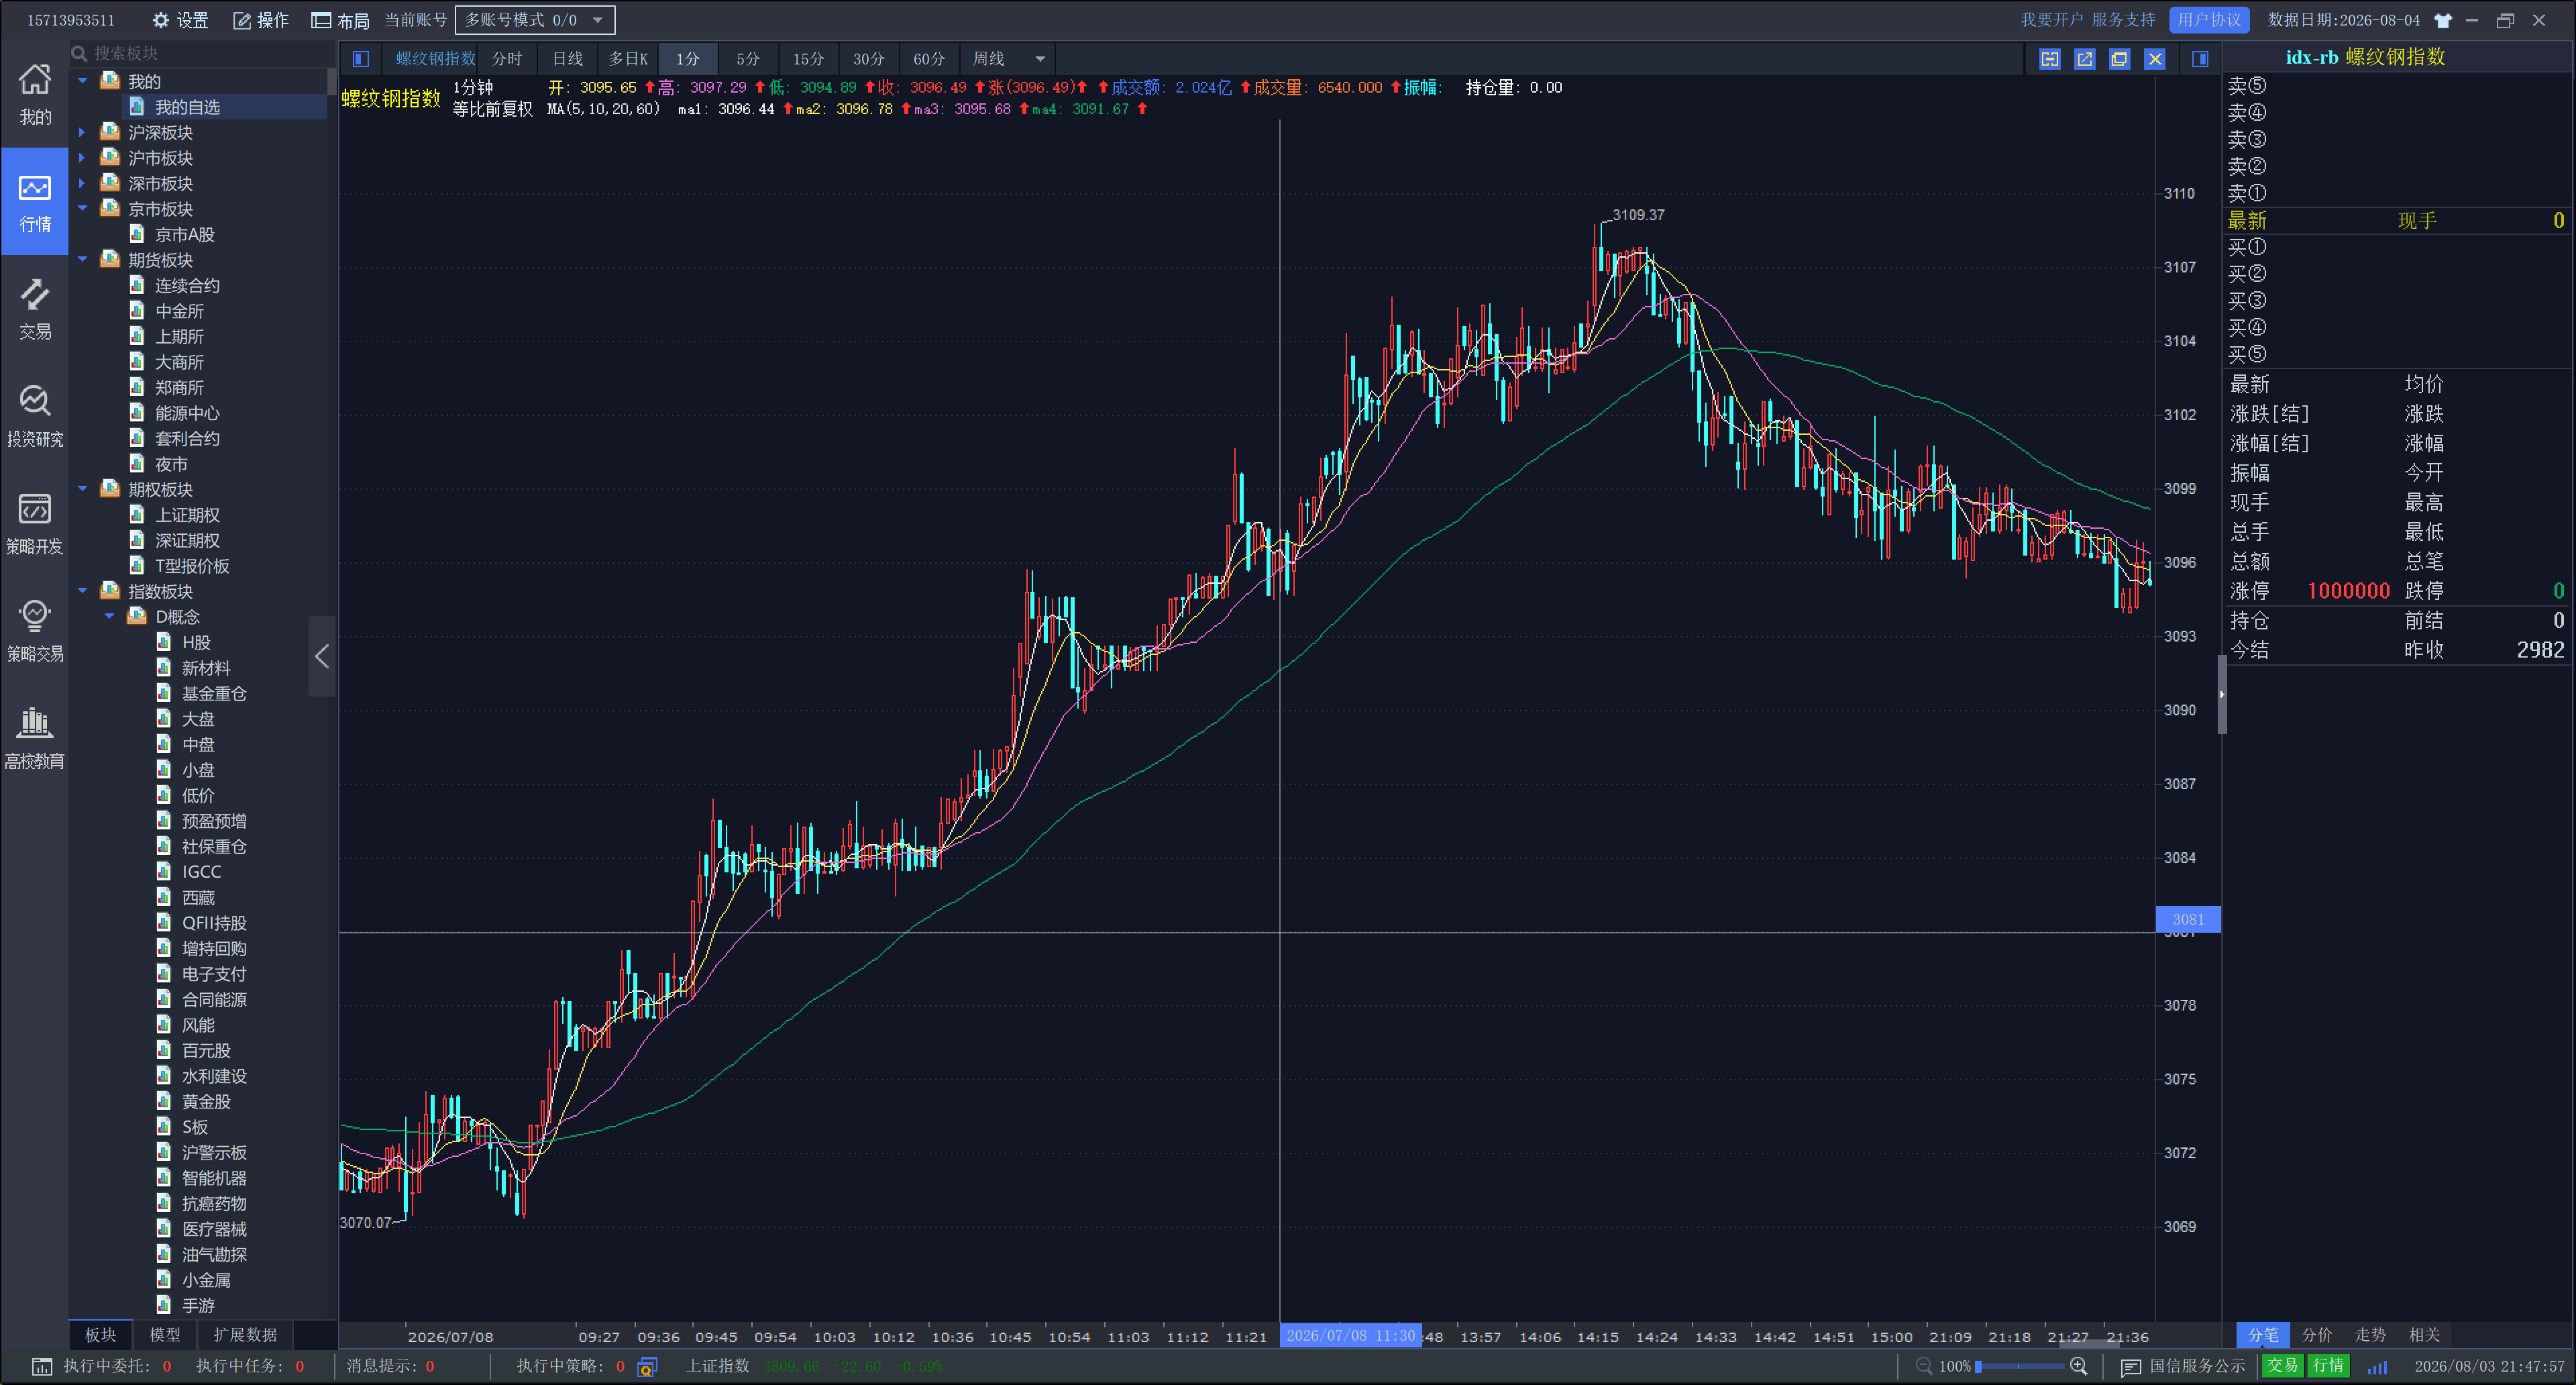 15713953511 设置 操作 布局 当前账号 多账号模式 0/0 我要开户 服务支持 用户协议 数据日期:2026-08-04
搜索板块
我的
行情
交易
投资研究
策略开发
策略交易
高校教育
我的
我的自选
沪深板块
沪市板块
深市板块
京市板块
京市A股
期货板块
连续合约
中金所
上期所
大商所
郑商所
能源中心
套利合约
夜市
期权板块
上证期权
深证期权
T型报价板
指数板块
D概念
H股
新材料
基金重仓
大盘
中盘
小盘
低价
预盈预增
社保重仓
IGCC
西藏
QFII持股
增持回购
电子支付
合同能源
风能
百元股
水利建设
黄金股
S板
沪警示板
智能机器
抗癌药物
医疗器械
油气勘探
小金属
手游
板块 模型 扩展数据
螺纹钢指数 分时 日线 多日K 1分 5分 15分 30分 60分 周线
螺纹钢指数
1分钟 开: 3095.65 ↑高: 3097.29 ↑低: 3094.89 ↑收: 3096.49 ↑涨(3096.49)↑ ↑成交额: 2.024亿 ↑成交量: 6540.000 ↑振幅: 持仓量: 0.00
等比前复权 MA(5,10,20,60) ma1: 3096.44 ↑ma2: 3096.78 ↑ma3: 3095.68 ↑ma4: 3091.67 ↑
3109.37
3070.07
3110
3107
3104
3102
3099
3096
3093
3090
3087
3084
3081
3078
3075
3072
3069
2026/07/08 09:27 09:36 09:45 09:54 10:03 10:12 10:36 10:45 10:54 11:03 11:12 11:21 2026/07/08 11:30 :48 13:57 14:06 14:15 14:24 14:33 14:42 14:51 15:00 21:09 21:18 21:27 21:36
idx-rb 螺纹钢指数
卖⑤
卖④
卖③
卖②
卖①
最新 现手 0
买①
买②
买③
买④
买⑤
最新 均价
涨跌[结] 涨跌
涨幅[结] 涨幅
振幅 今开
现手 最高
总手 最低
总额 总笔
涨停 1000000 跌停 0
持仓 前结 0
今结 昨收 2982
分笔 分价 走势 相关
执行中委托: 0 执行中任务: 0 消息提示: 0 执行中策略: 0 上证指数 3809.66 -22.60 -0.59% 100% 国信服务公示 交易 行情 2026/08/03 21:47:57